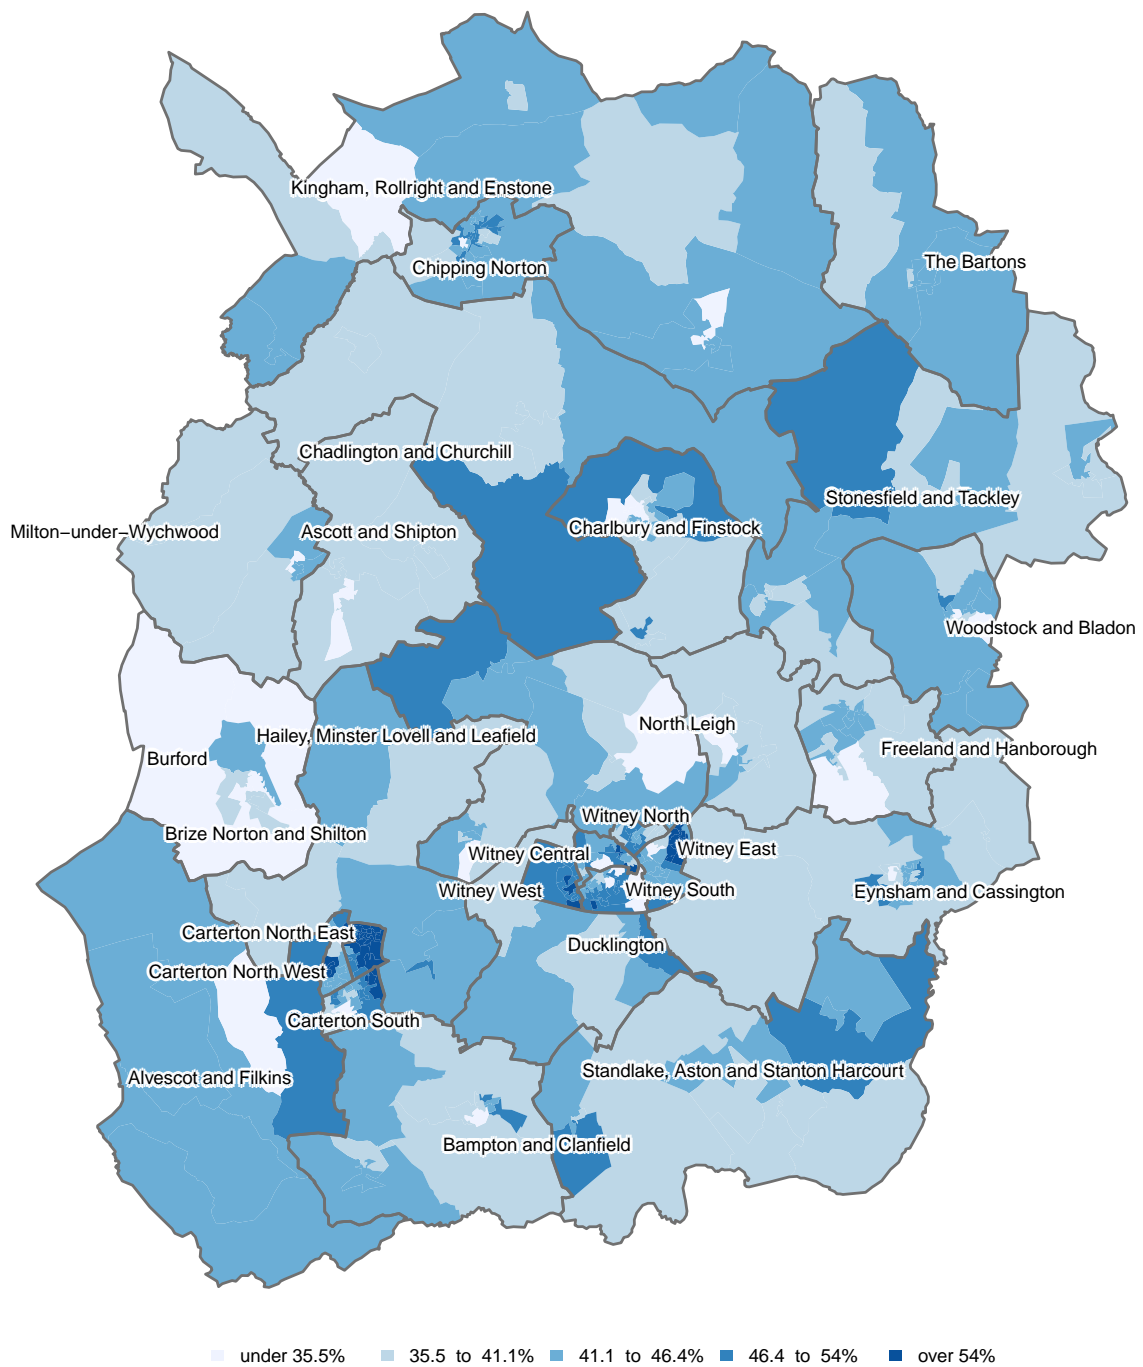 Kingham, Rollright and Enstone
The Bartons
Chipping Norton
Chadlington and Churchill
Stonesfield and Tackley
Milton−under−Wychwood
Ascott and Shipton
Charlbury and Finstock
Woodstock and Bladon
North Leigh
Hailey, Minster Lovell and Leafield
Freeland and Hanborough
Burford
Witney North
Brize Norton and Shilton
Witney Central
Witney East
Witney West
Witney South
Eynsham and Cassington
Carterton North East
Ducklington
Carterton North West
Carterton South
Standlake, Aston and Stanton Harcourt
Alvescot and Filkins
Bampton and Clanfield
under 35.5%
35.5 to 41.1%
41.1 to 46.4%
46.4 to 54%
over 54%